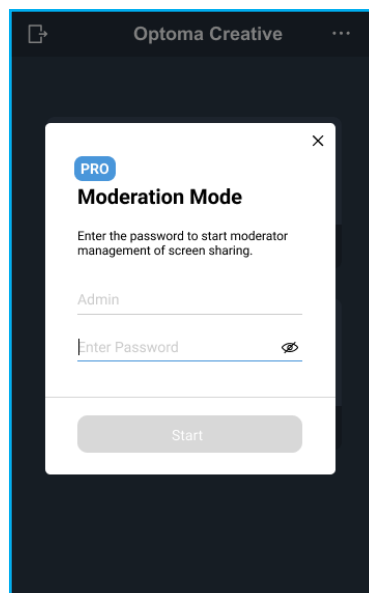 Optoma Creative
PRO
Moderation Mode
Enter the password to start moderator
management of screen sharing.
Admin
Enter Password
Start